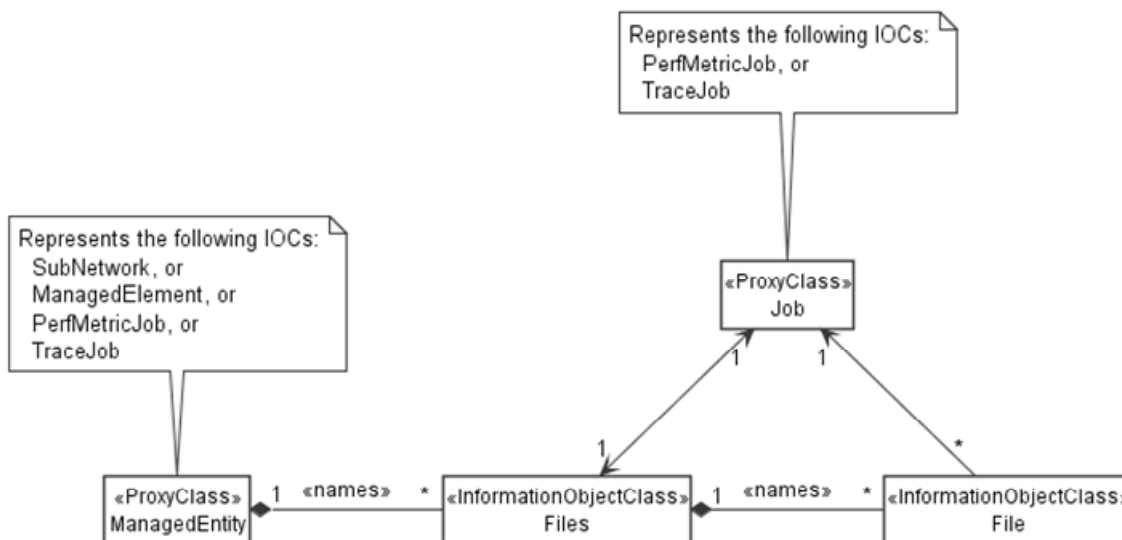 Represents the following IOCs:
PerfMetricJob, or
TraceJob
Represents the following IOCs:
SubNetwork, or
ManagedElement, or
PerfMetricJob, or
TraceJob
«ProxyClass»
Job
1
1
1
*
«ProxyClass»
ManagedEntity
1
«names»
*
«InformationObjectClass»
Files
1
«names»
*
«InformationObjectClass»
File